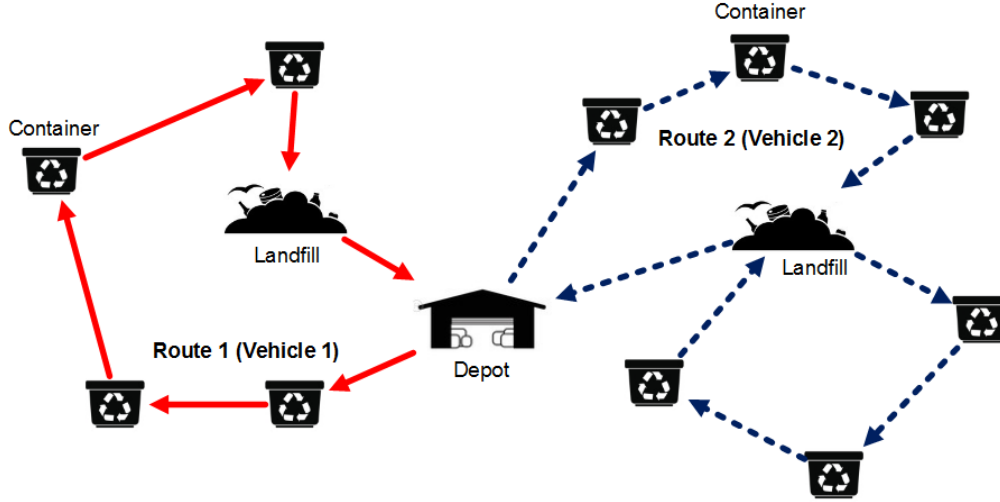 Container
Container
Route 2 (Vehicle 2)
Landfill
Landfill
Route 1 (Vehicle 1)
Depot